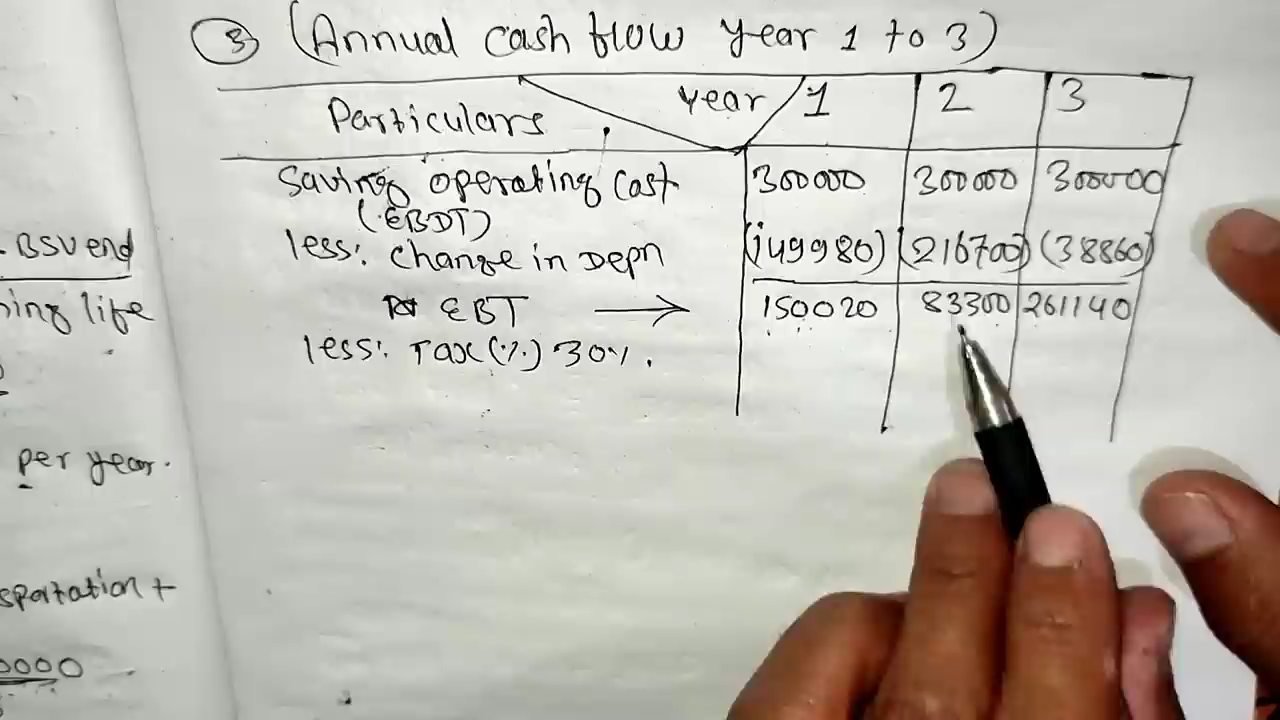 ③ (Annual cash flow year 1 to 3)
Particulars year 1 2 3
Saving operating cost 300000 300000 300000
(EBDT)
less: change in Depn (149980) (216700) (38860)
EBT → 150020 83300 261140
less: Tax(%) 30%.
BSV end
ing life
per year.
sportation +
0000